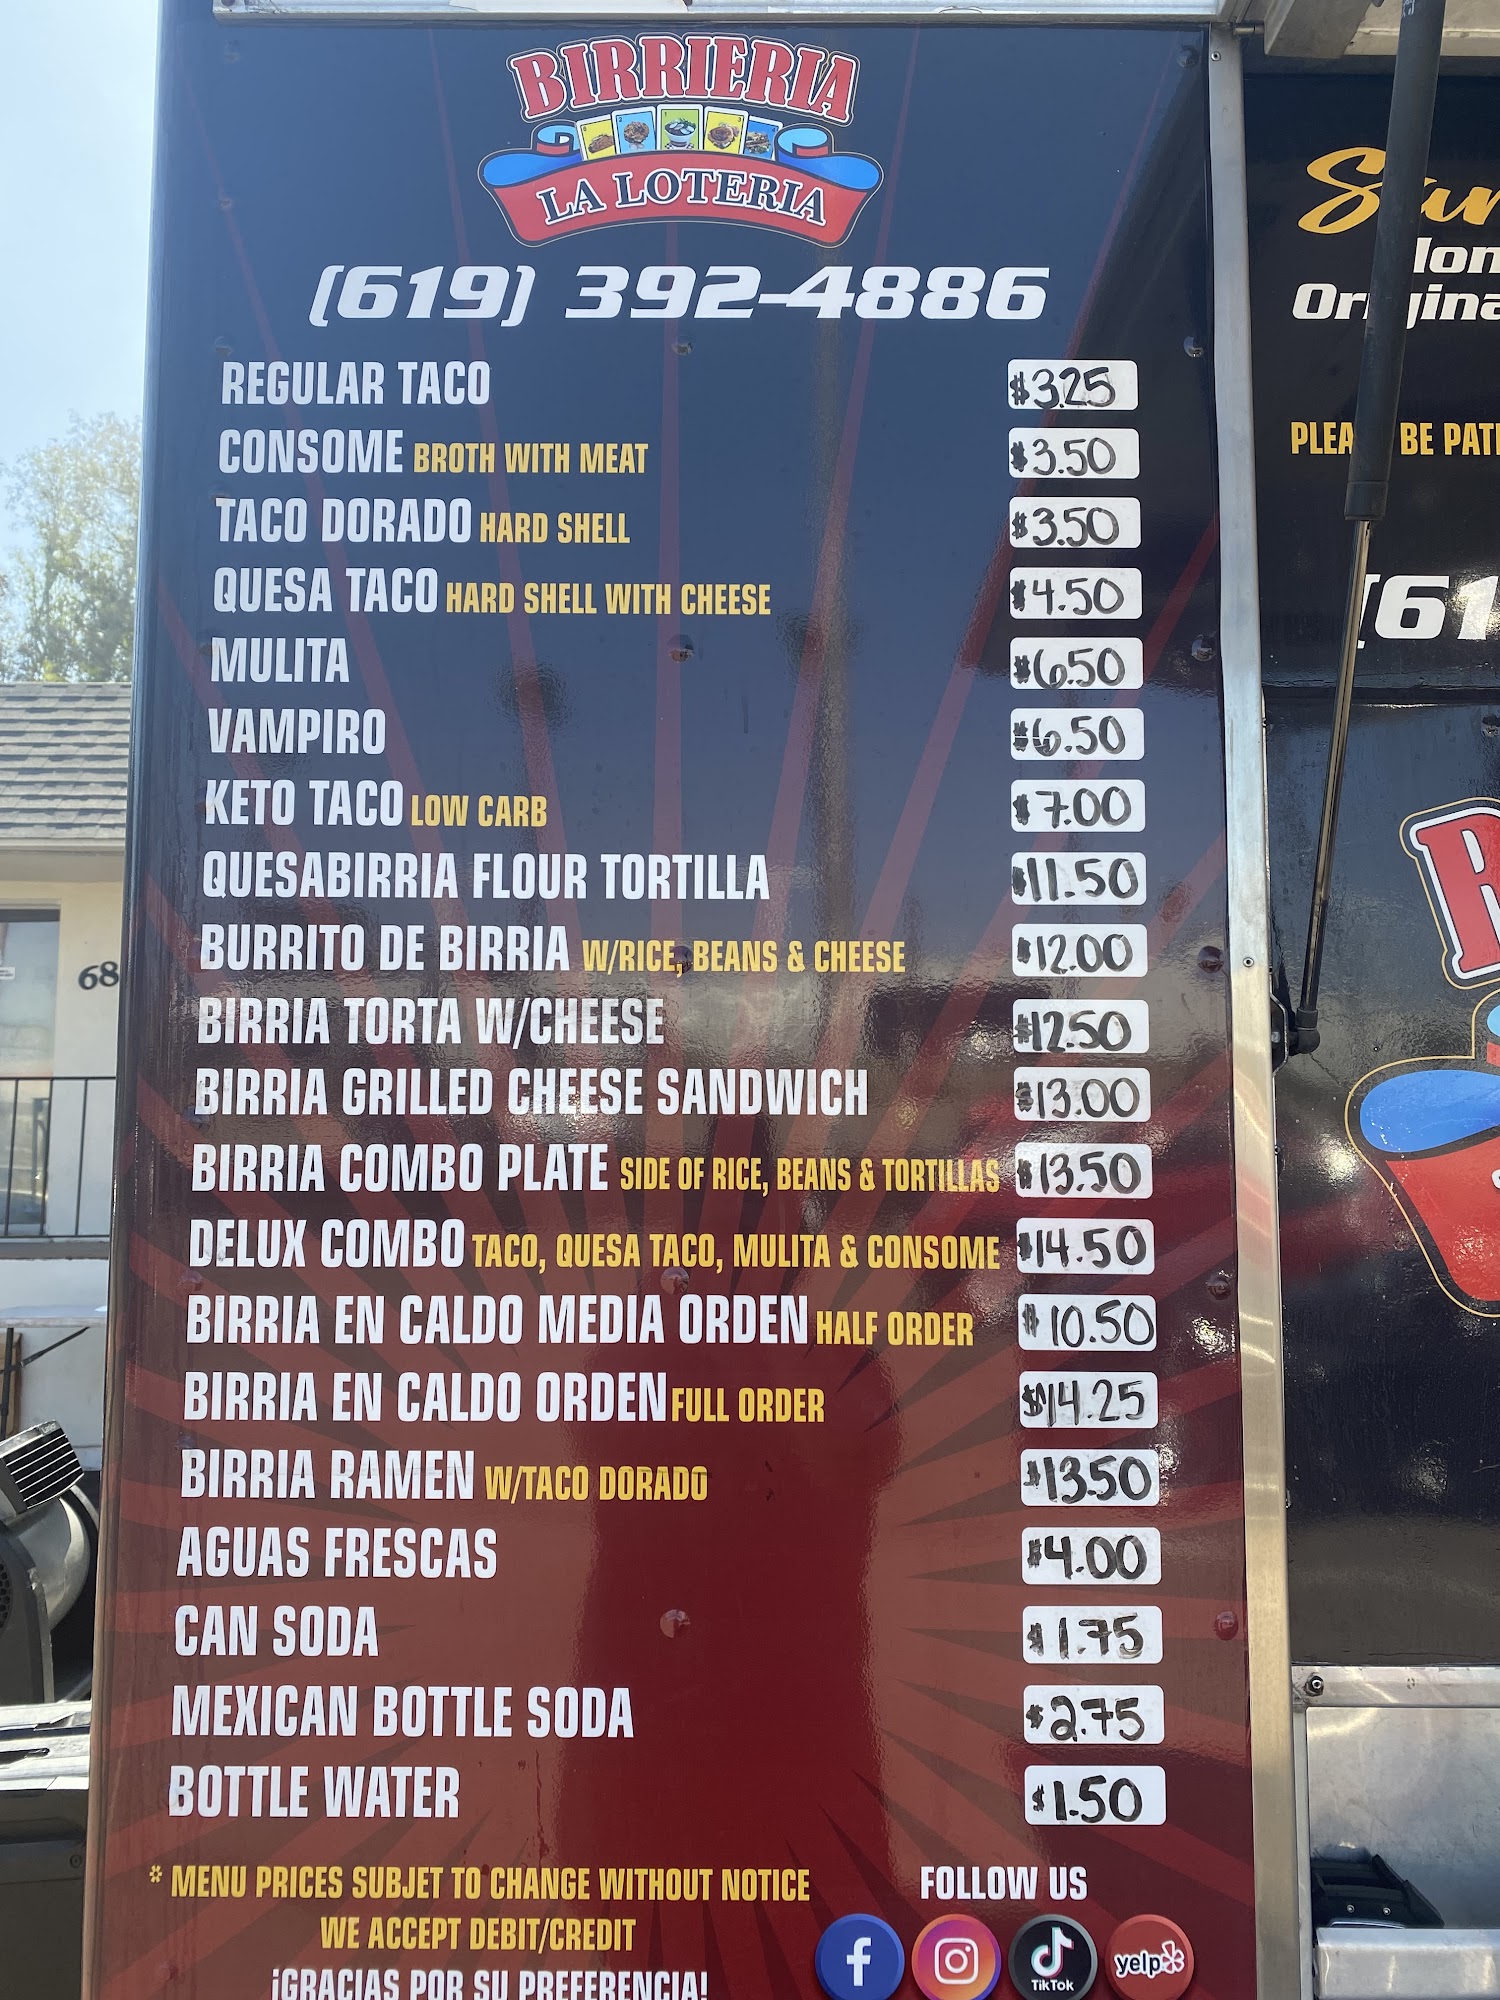 BIRRIERIA
LA LOTERIA
(619) 392-4886
REGULAR TACO $3.25
CONSOME BROTH WITH MEAT $3.50
TACO DORADO HARD SHELL $3.50
QUESA TACO HARD SHELL WITH CHEESE $4.50
MULITA $6.50
VAMPIRO $6.50
KETO TACO LOW CARB $7.00
QUESABIRRIA FLOUR TORTILLA $11.50
BURRITO DE BIRRIA W/RICE, BEANS & CHEESE $12.00
BIRRIA TORTA W/CHEESE $12.50
BIRRIA GRILLED CHEESE SANDWICH $13.00
BIRRIA COMBO PLATE SIDE OF RICE, BEANS & TORTILLAS $13.50
DELUX COMBO TACO, QUESA TACO, MULITA & CONSOME $14.50
BIRRIA EN CALDO MEDIA ORDEN HALF ORDER $10.50
BIRRIA EN CALDO ORDEN FULL ORDER $14.25
BIRRIA RAMEN W/TACO DORADO $13.50
AGUAS FRESCAS $4.00
CAN SODA $1.75
MEXICAN BOTTLE SODA $2.75
BOTTLE WATER $1.50
* MENU PRICES SUBJET TO CHANGE WITHOUT NOTICE
WE ACCEPT DEBIT/CREDIT
¡GRACIAS POR SU PREFERENCIA!
FOLLOW US
TikTok
yelp
68
BE
(61